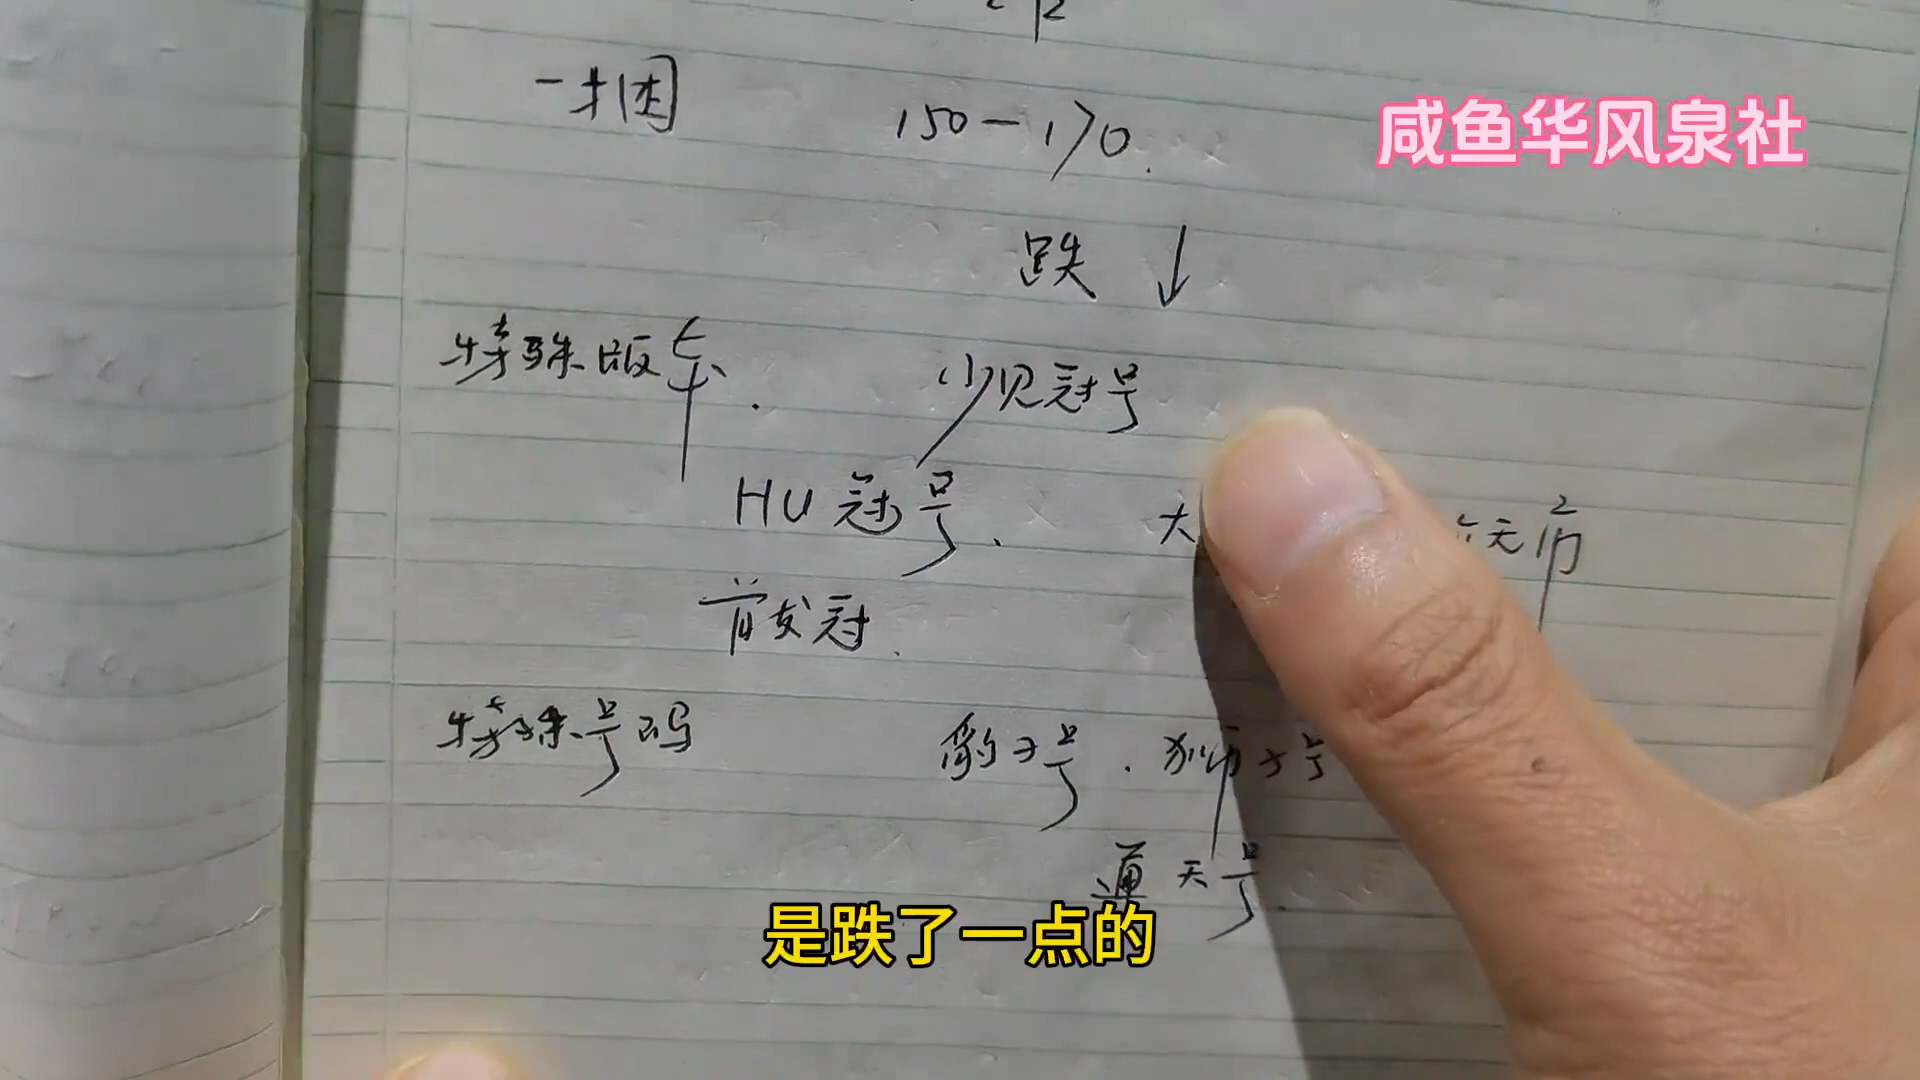 一捆 150-170.
咸鱼华风泉社
跌 ↓
特殊版
少见冠号
HU冠号、 大
天币
首发冠.
特殊号码 豹子号. 狮子号
通天号.
是跌了一点的